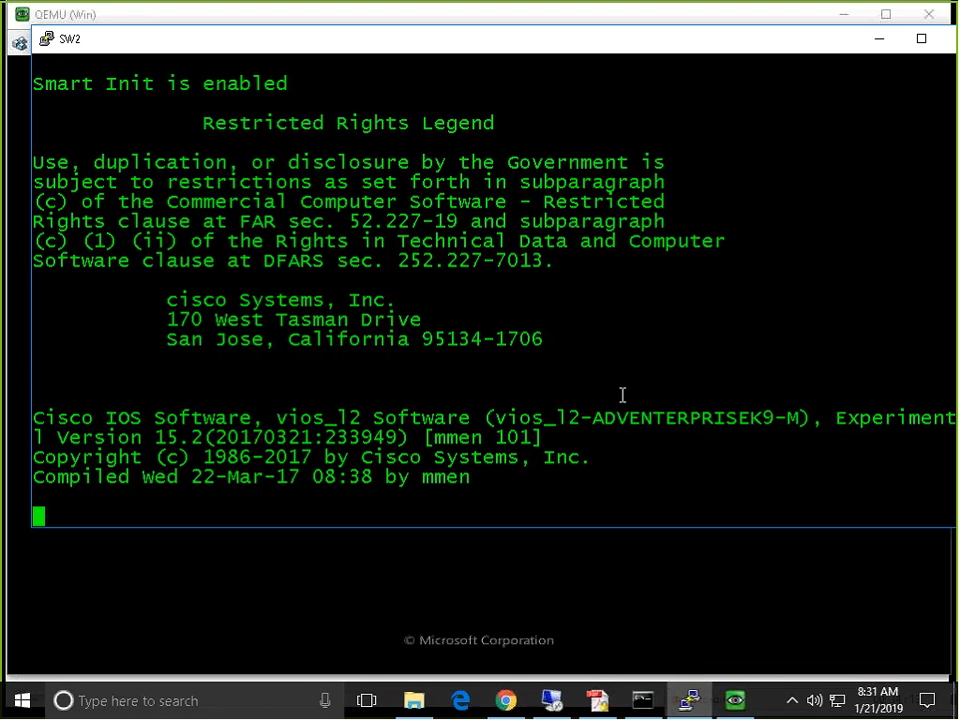 QEMU (Win)
SW2
Smart Init is enabled
Restricted Rights Legend
Use, duplication, or disclosure by the Government is
subject to restrictions as set forth in subparagraph
(c) of the Commercial Computer Software - Restricted
Rights clause at FAR sec. 52.227-19 and subparagraph
(c) (1) (ii) of the Rights in Technical Data and Computer
Software clause at DFARS sec. 252.227-7013.
cisco Systems, Inc.
170 West Tasman Drive
San Jose, California 95134-1706
Cisco IOS Software, vios_l2 Software (vios_l2-ADVENTERPRISEK9-M), Experiment
l Version 15.2(20170321:233949) [mmen 101]
Copyright (c) 1986-2017 by Cisco Systems, Inc.
Compiled Wed 22-Mar-17 08:38 by mmen
© Microsoft Corporation
Type here to search
8:31 AM
1/21/2019